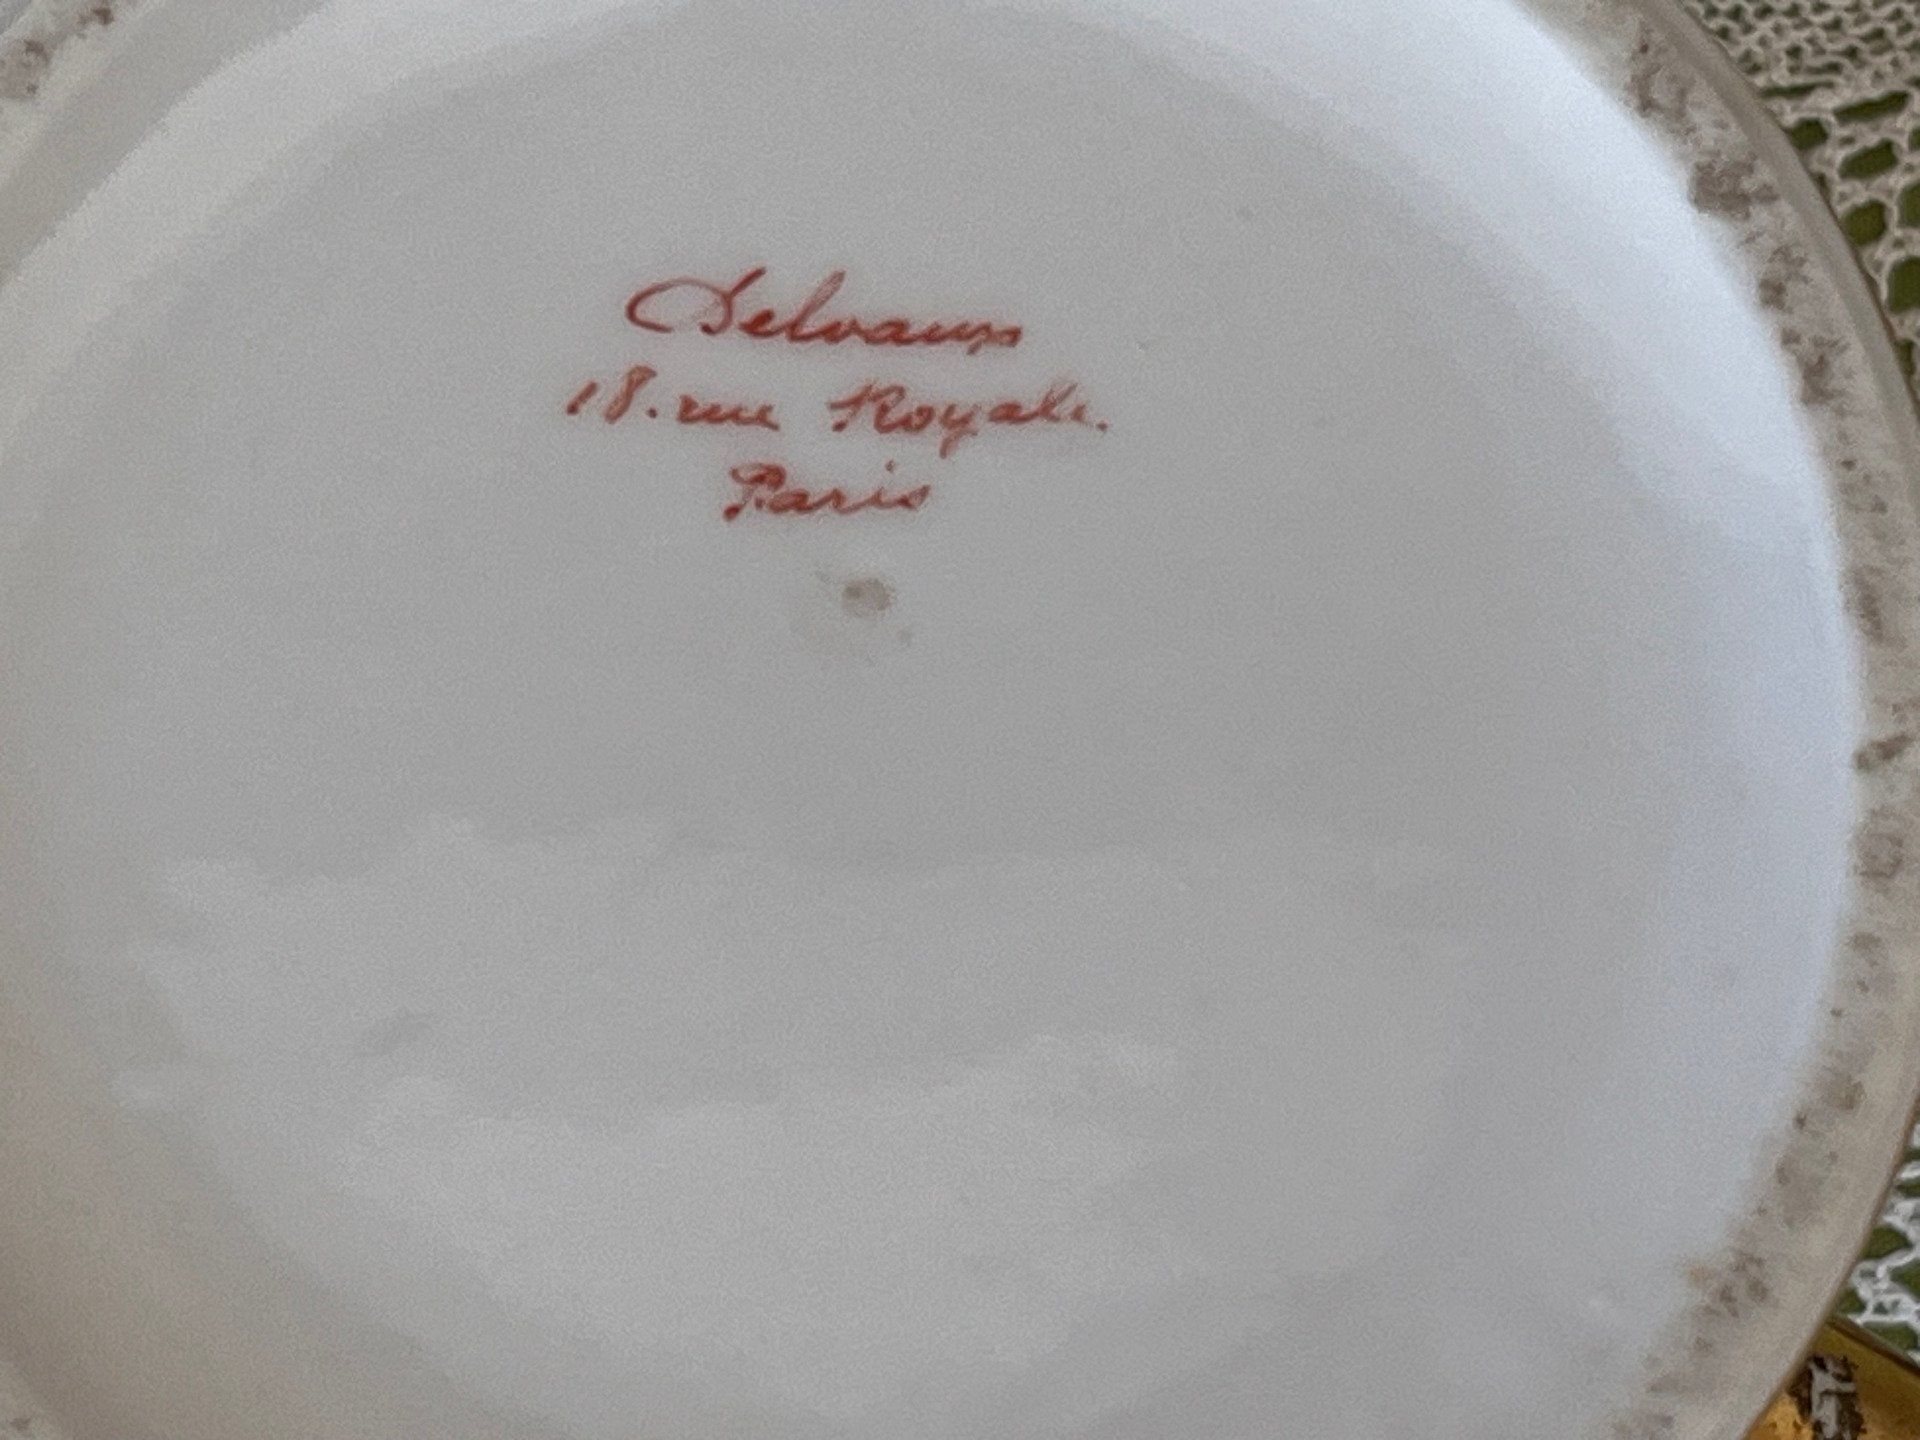 Delvaux
18. rue Royale.
Paris